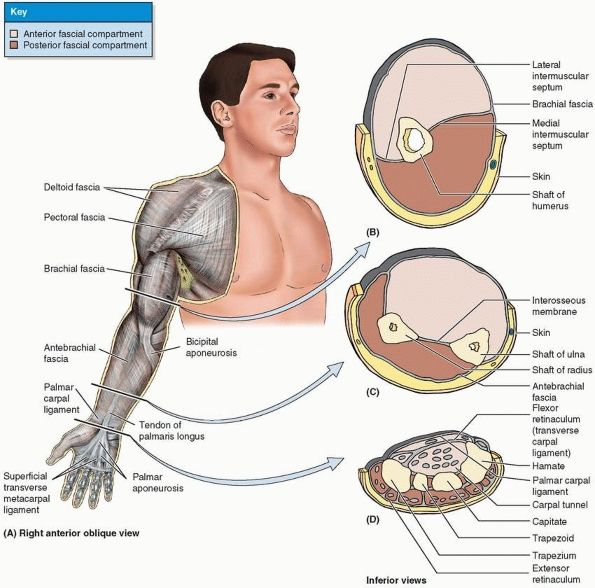 Key
Anterior fascial compartment
Posterior fascial compartment
Deltoid fascia
Pectoral fascia
Brachial fascia
Antebrachial
fascia
Bicipital
aponeurosis
Palmar
carpal
ligament
Tendon of
palmaris longus
Superficial
transverse
metacarpal
ligament
Palmar
aponeurosis
(A) Right anterior oblique view
Lateral
intermuscular
septum
Brachial fascia
Medial
intermuscular
septum
Skin
Shaft of
humerus
(B)
Interosseous
membrane
Skin
Shaft of ulna
Shaft of radius
Antebrachial
fascia
(C)
Flexor
retinaculum
(transverse
carpal
ligament)
Hamate
Palmar carpal
ligament
Carpal tunnel
Capitate
Trapezoid
Trapezium
Extensor
retinaculum
(D)
Inferior views